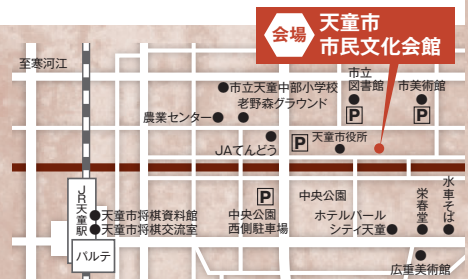 会場
天童市
市民文化会館
至寒河江
市立
図書館
市美術館
市立天童中部小学校
老野森グラウンド
農業センター
P
P
JAてんどう
P
天童市役所
JR天童駅
天童市将棋資料館
天童市将棋交流室
パルテ
P
中央公園
西側駐車場
中央公園
ホテルパール
シティ天童
栄春堂
水車そば
広重美術館